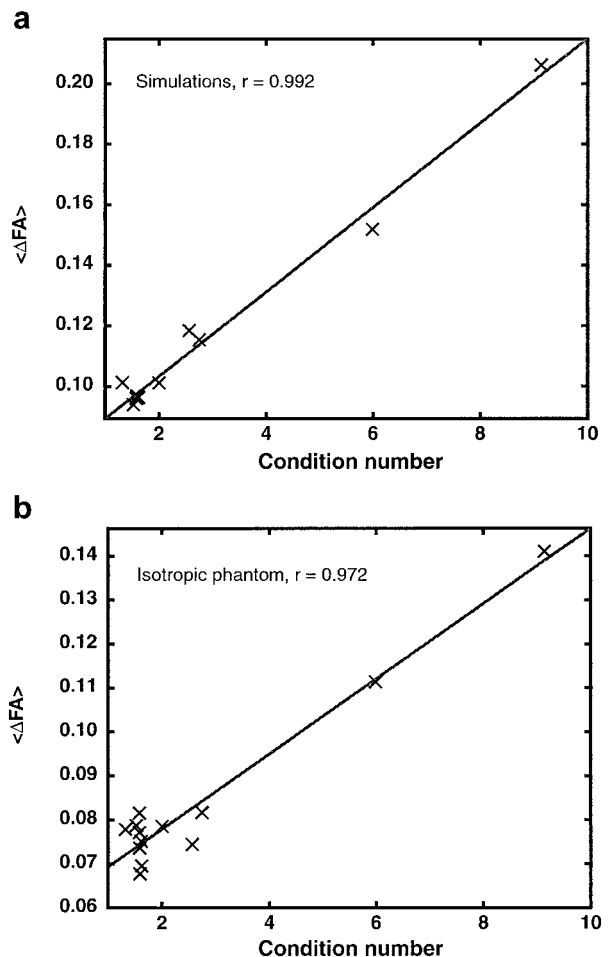 a
Simulations, r = 0.992
<ΔFA>
0.20
0.18
0.16
0.14
0.12
0.10
2 4 6 8 10
Condition number
b
Isotropic phantom, r = 0.972
<ΔFA>
0.14
0.13
0.12
0.11
0.10
0.09
0.08
0.07
0.06
2 4 6 8 10
Condition number